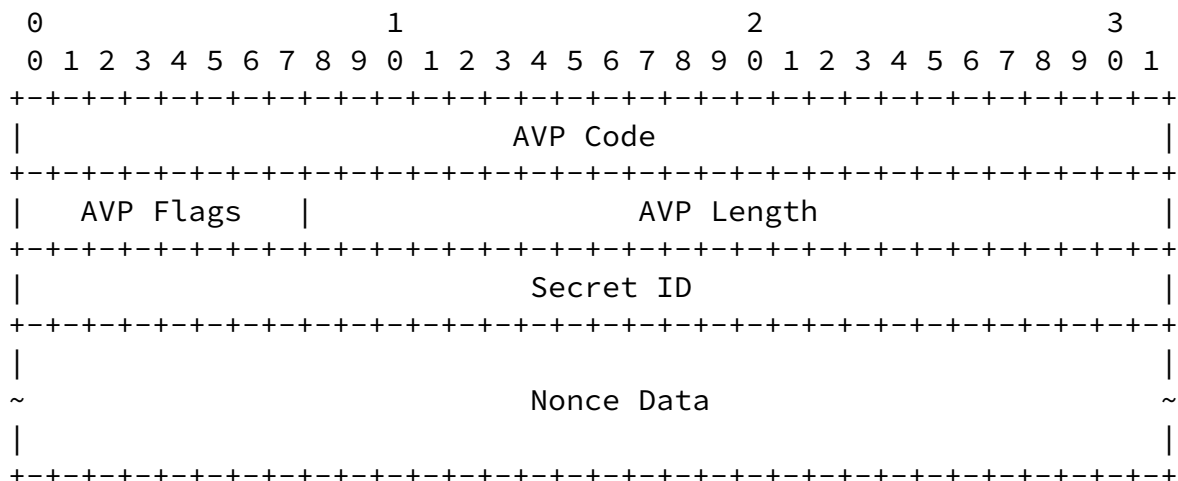 0                   1                   2                   3
 0 1 2 3 4 5 6 7 8 9 0 1 2 3 4 5 6 7 8 9 0 1 2 3 4 5 6 7 8 9 0 1
+-+-+-+-+-+-+-+-+-+-+-+-+-+-+-+-+-+-+-+-+-+-+-+-+-+-+-+-+-+-+-+-+
|                           AVP Code                            |
+-+-+-+-+-+-+-+-+-+-+-+-+-+-+-+-+-+-+-+-+-+-+-+-+-+-+-+-+-+-+-+-+
|   AVP Flags   |                  AVP Length                   |
+-+-+-+-+-+-+-+-+-+-+-+-+-+-+-+-+-+-+-+-+-+-+-+-+-+-+-+-+-+-+-+-+
|                            Secret ID                          |
+-+-+-+-+-+-+-+-+-+-+-+-+-+-+-+-+-+-+-+-+-+-+-+-+-+-+-+-+-+-+-+-+
|                                                               |
~                            Nonce Data                         ~
|                                                               |
+-+-+-+-+-+-+-+-+-+-+-+-+-+-+-+-+-+-+-+-+-+-+-+-+-+-+-+-+-+-+-+-+